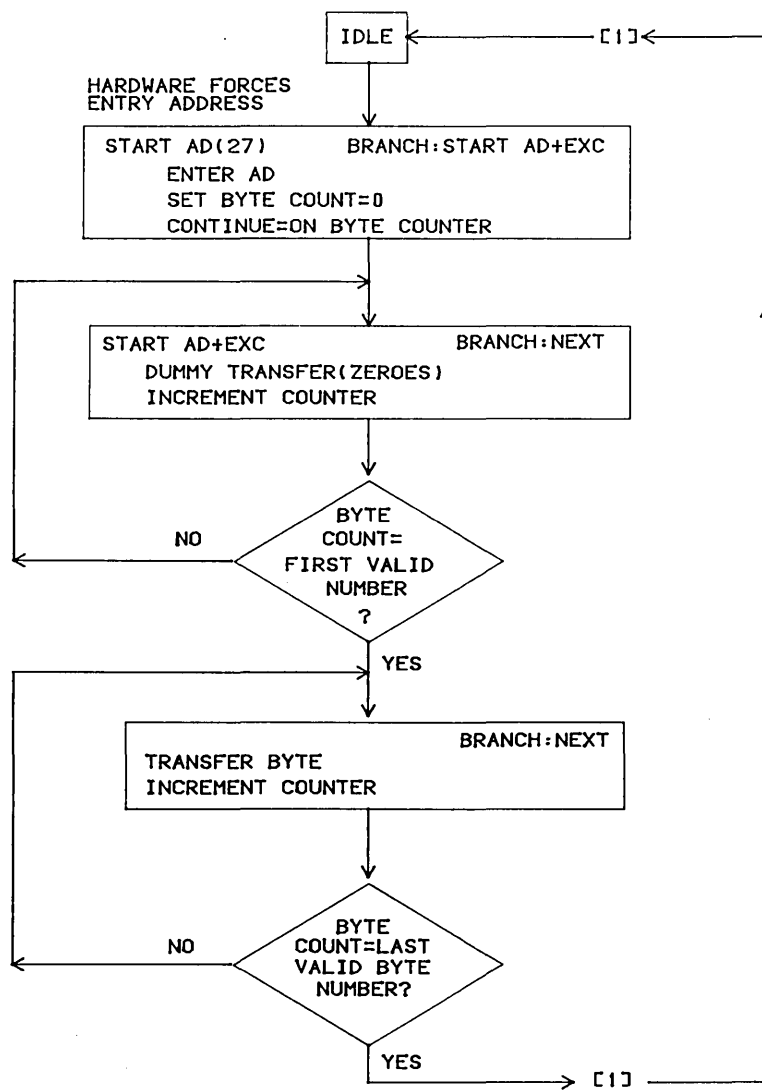 IDLE
[1]
HARDWARE FORCES
ENTRY ADDRESS
START AD(27) BRANCH:START AD+EXC
ENTER AD
SET BYTE COUNT=0
CONTINUE=ON BYTE COUNTER
START AD+EXC BRANCH:NEXT
DUMMY TRANSFER(ZEROES)
INCREMENT COUNTER
BYTE
COUNT=
FIRST VALID
NUMBER
?
NO
YES
BRANCH:NEXT
TRANSFER BYTE
INCREMENT COUNTER
BYTE
COUNT=LAST
VALID BYTE
NUMBER?
NO
YES
[1]